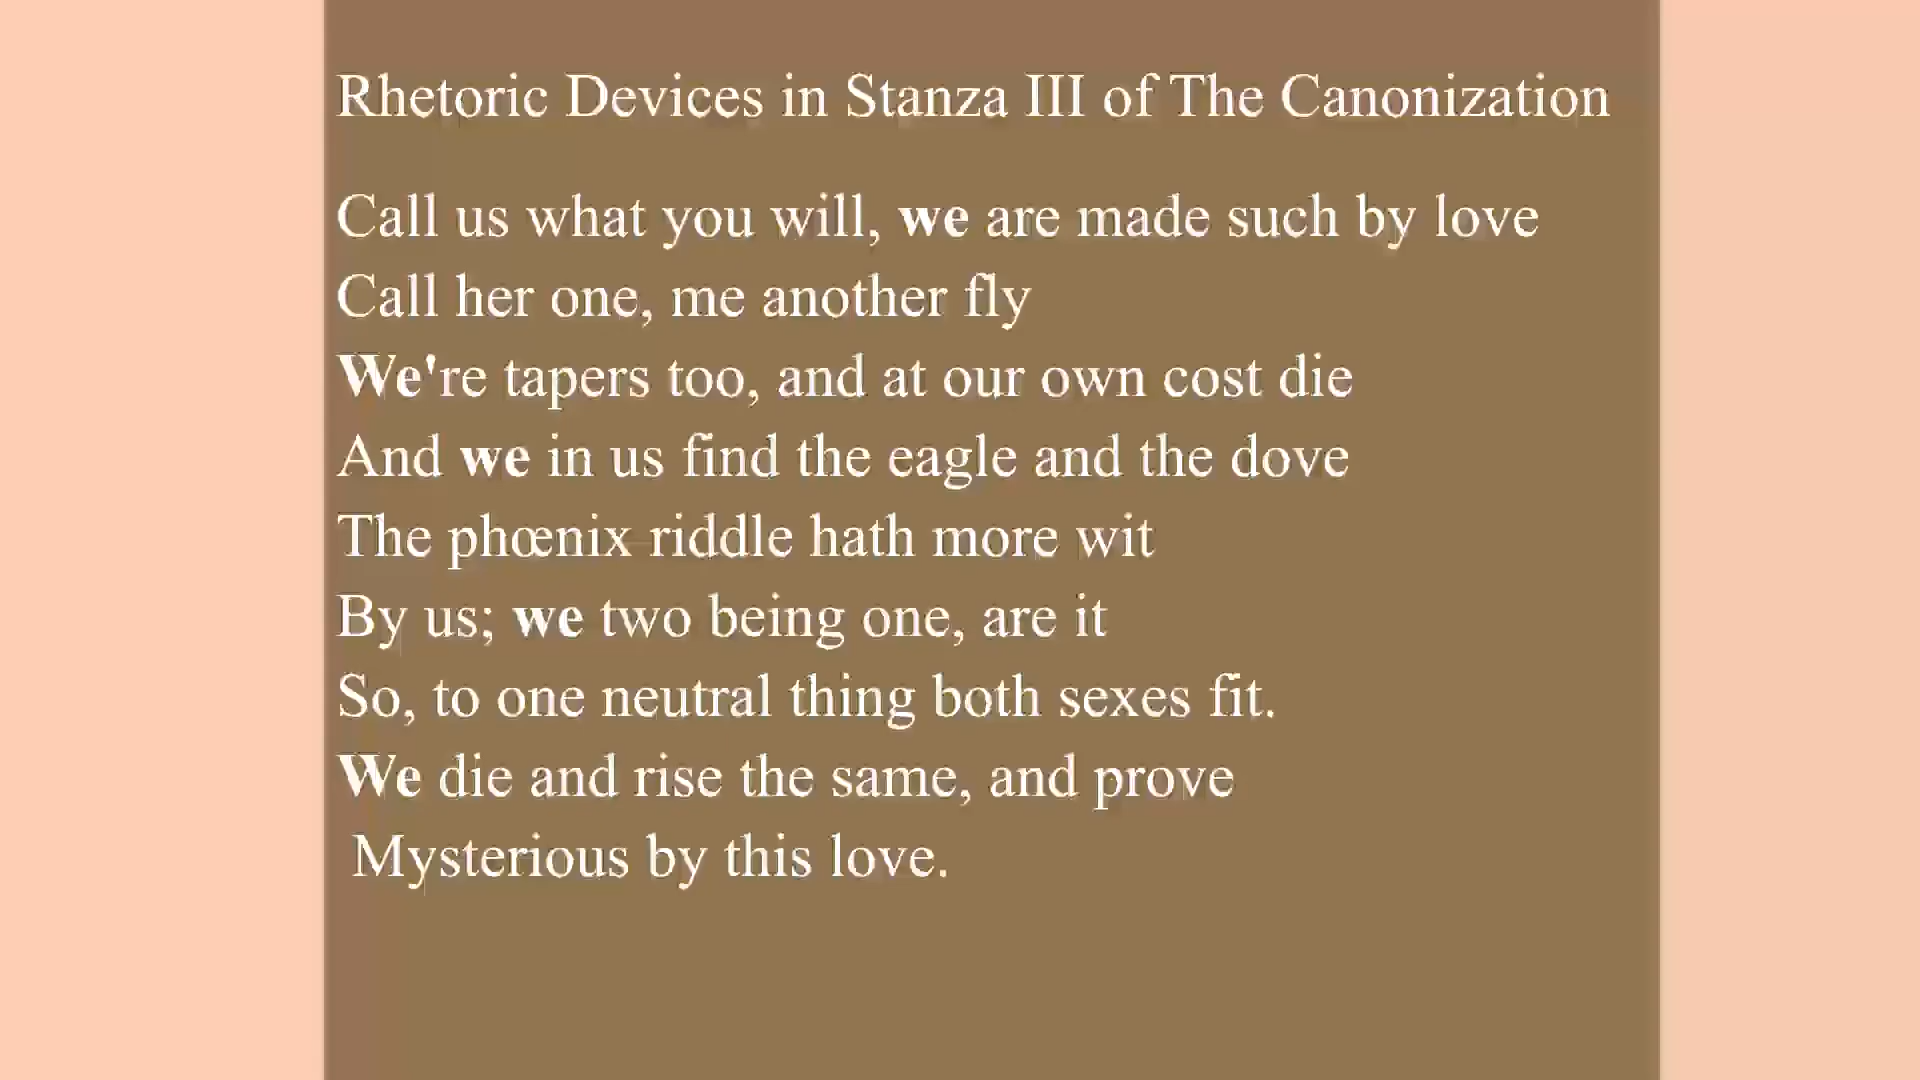 Rhetoric Devices in Stanza III of The Canonization
Call us what you will, we are made such by love
Call her one, me another fly
We're tapers too, and at our own cost die
And we in us find the eagle and the dove
The phœnix riddle hath more wit
By us; we two being one, are it
So, to one neutral thing both sexes fit.
We die and rise the same, and prove
Mysterious by this love.